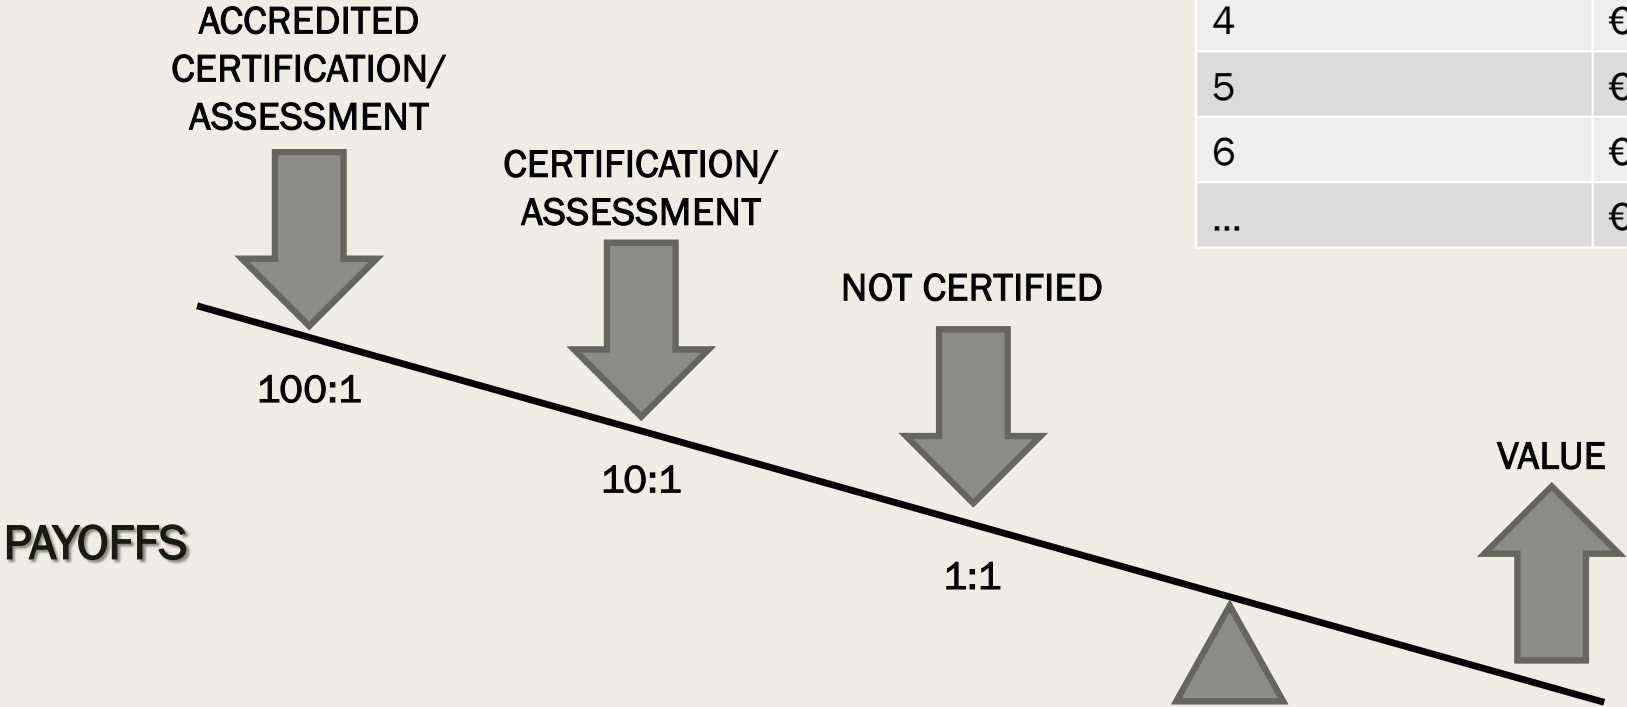 ACCREDITED
CERTIFICATION/
ASSESSMENT
CERTIFICATION/
ASSESSMENT
NOT CERTIFIED
100:1
10:1
1:1
VALUE
PAYOFFS
4 €
5 €
6 €
... €